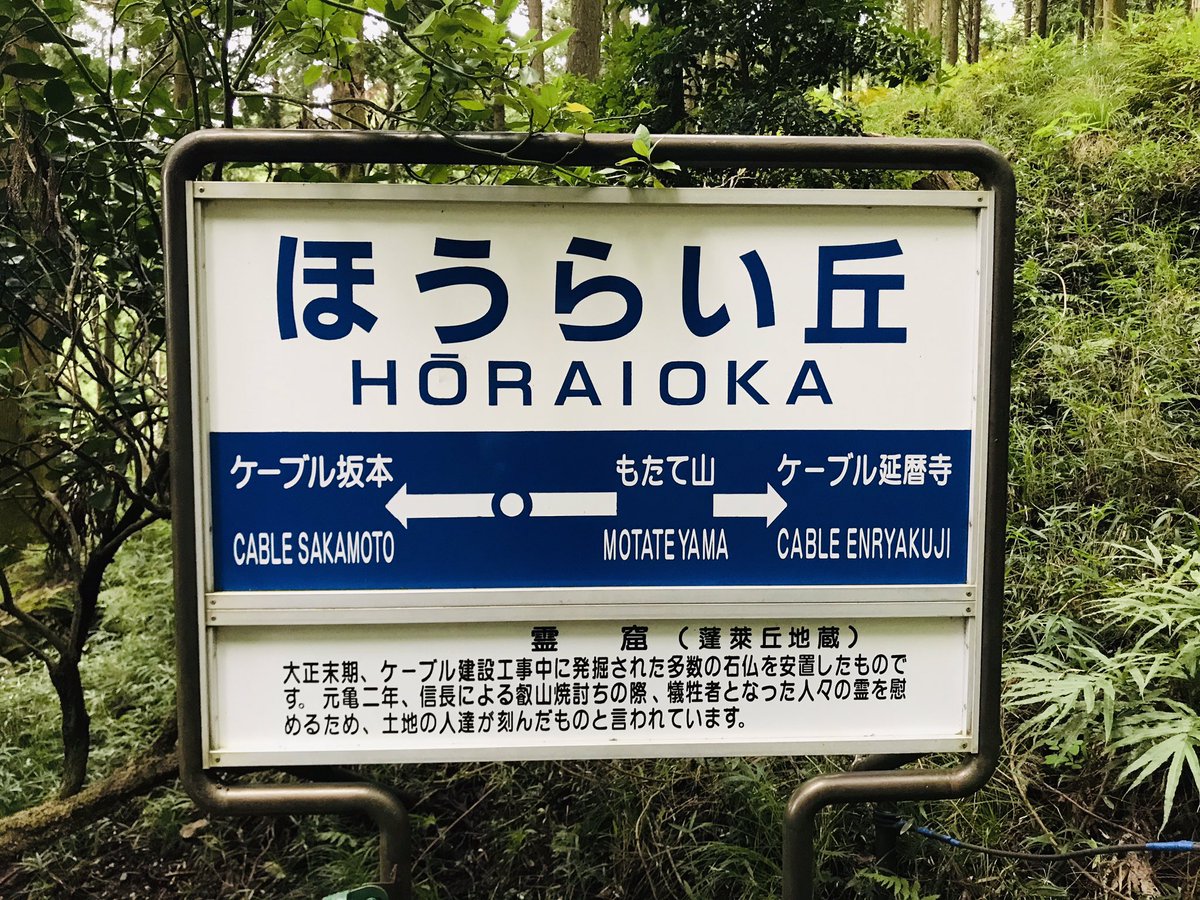 ほうらい丘
HŌRAIOKA
ケーブル坂本 もたて山 ケーブル延暦寺
CABLE SAKAMOTO MOTATE YAMA CABLE ENRYAKUJI
霊窟（蓬萊丘地蔵）
大正末期、ケーブル建設工事中に発掘された多数の石仏を安置したもので
す。元亀二年、信長による叡山焼討ちの際、犠牲者となった人々の霊を慰
めるため、土地の人達が刻んだものと言われています。